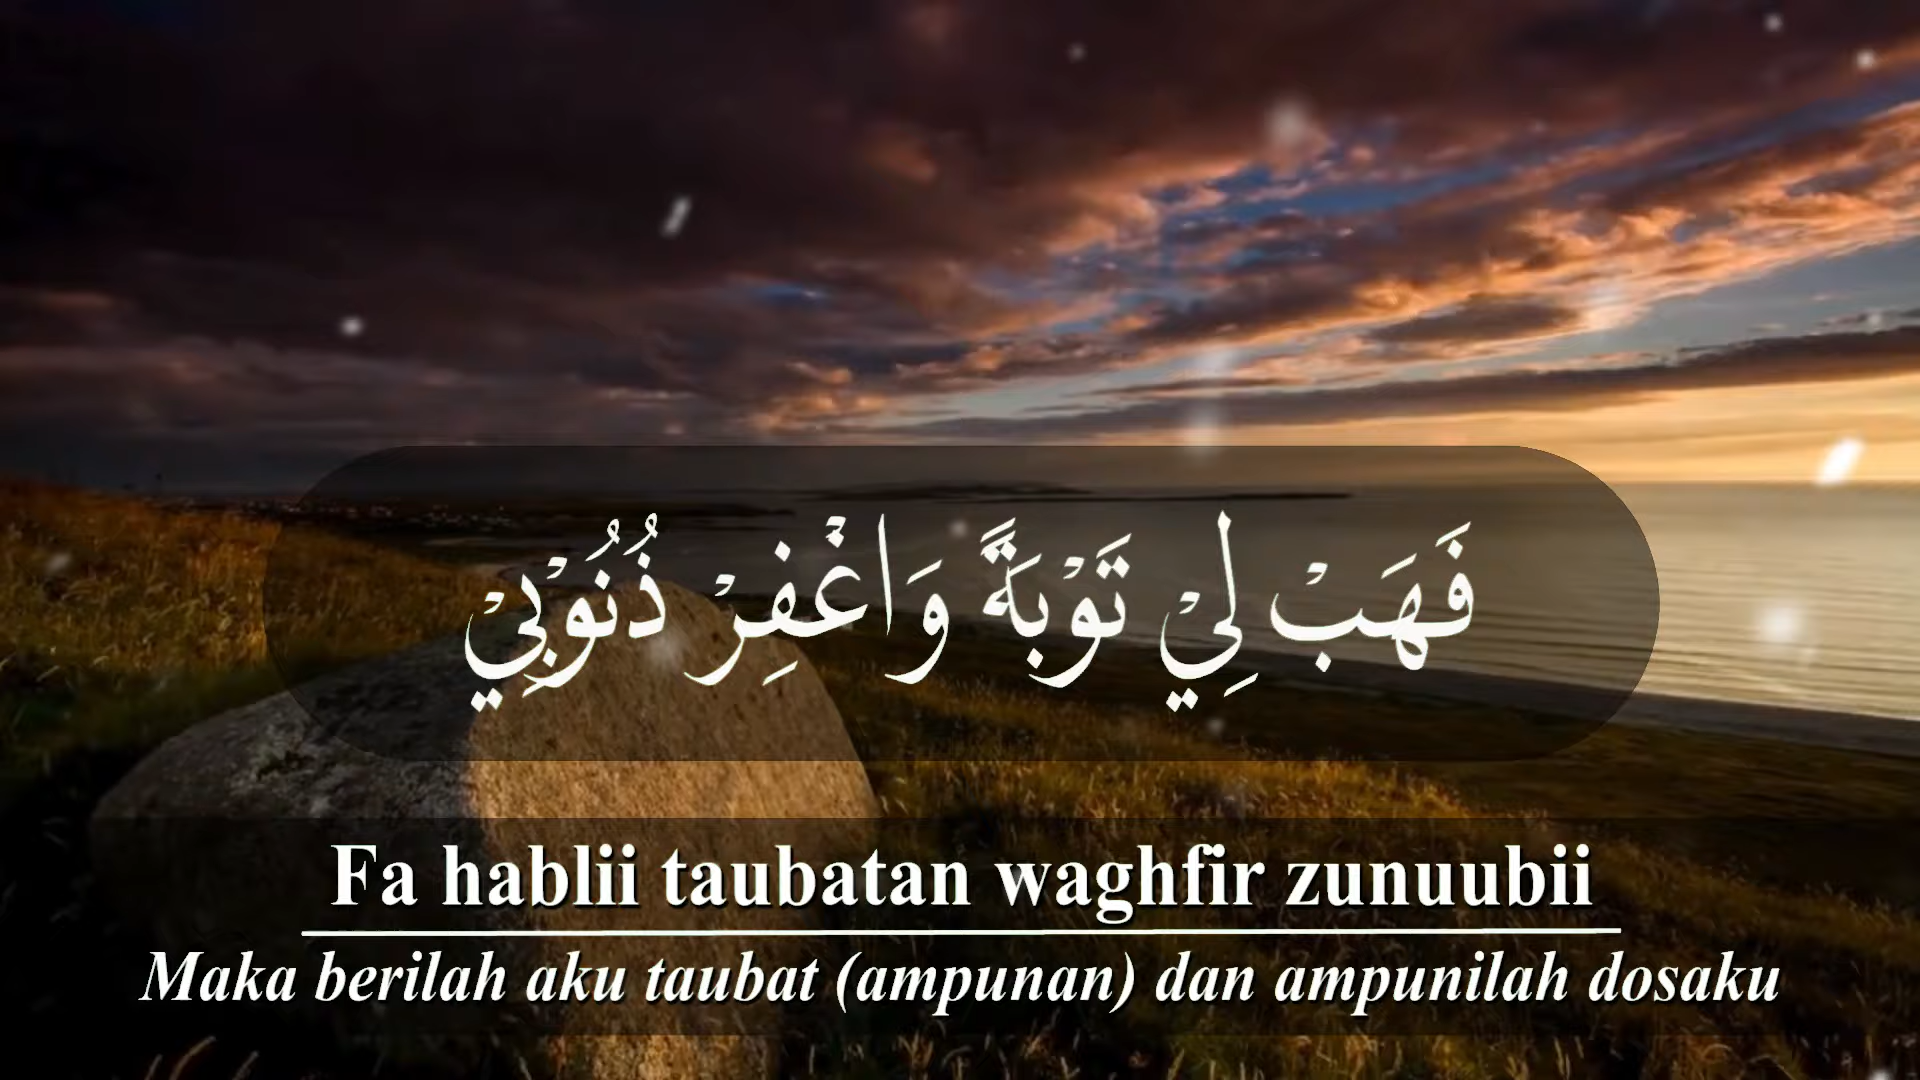 فَهَبْ لِي تَوْبَةً وَاغْفِرْ ذُنُوْبِيْ
Fa hablii taubatan waghfir zunuubii
Maka berilah aku taubat (ampunan) dan ampunilah dosaku